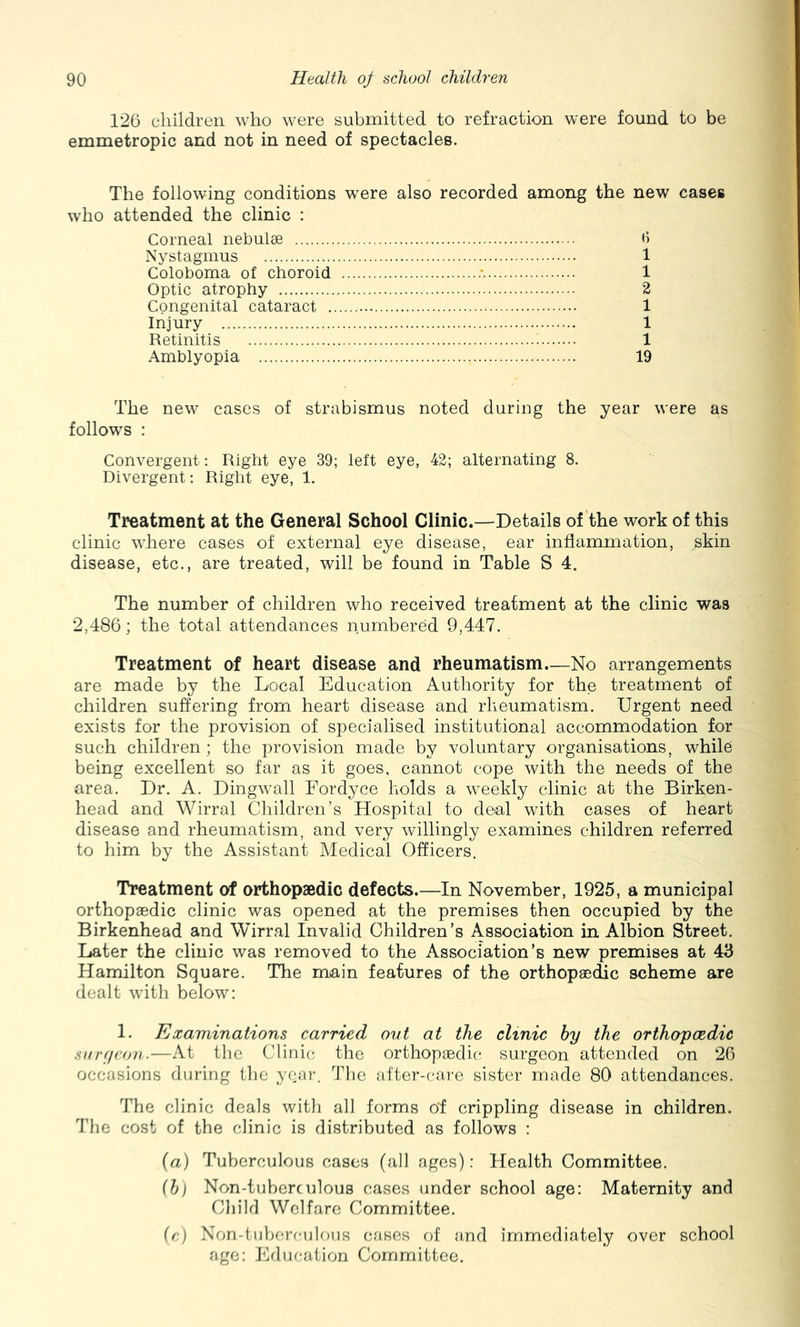 90 Health of school children
126 children who were submitted to refraction were found to be
emmetropic and not in need of spectacles.
The following conditions were also recorded among the new cases
who attended the clinic :
Corneal nebulæ 6
Nystagmus 1
Coloboma of choroid 1
Optic atrophy 2
Congenital cataract 1
Injury 1
Retinitis 1
Amblyopia 19
The new cases of strabismus noted during the year were as
follows :
Convergent: Right eye 39; left eye, 42; alternating 8.
Divergent: Right eye, 1.
Treatment at the General School Clinic.—Details of the work of this
clinic where cases of external eye disease, ear inflammation, skin
disease, etc., are treated, will be found in Table S 4.
The number of children who received treatment at the clinic was
2,486; the total attendances numbered 9,447.
Treatment of heart disease and rheumatism.—No arrangements
are made by the Local Education Authority for the treatment of
children suffering from heart disease and rheumatism. Urgent need
exists for the provision of specialised institutional accommodation for
such children; the provision made by voluntary organisations, while
being excellent so far as it goes, cannot cope with the needs of the
area. Dr. A. Dingwall Fordyce holds a weekly clinic at the Birken-
head and Wirral Children's Hospital to deal with cases of heart
disease and rheumatism, and very willingly examines children referred
to him by the Assistant Medical Officers.
Treatment of orthopædic defects.—In November, 1925, a municipal
orthopædic clinic was opened at the premises then occupied by the
Birkenhead and Wirral Invalid Children's Association in Albion Street.
Later the clinic was removed to the Association's new premises at 43
Hamilton Square. The main features of the orthopædic scheme are
dealt with below:
1. Examinations carried out at the clinic by the orthopœdic
surgeon.—At the Clinic the orthopædic surgeon attended on 26
occasions during the year. The after-care sister made 80 attendances.
The clinic deals with all forms of crippling disease in children.
The cost of the clinic is distributed as follows :
(a) Tuberculous cases (all ages): Health Committee.
(b) Non-tuberculous cases under school age: Maternity and
Child Welfare Committee.
(c) Non-tuberculous cases of and immediately over school
age: Education Committee.